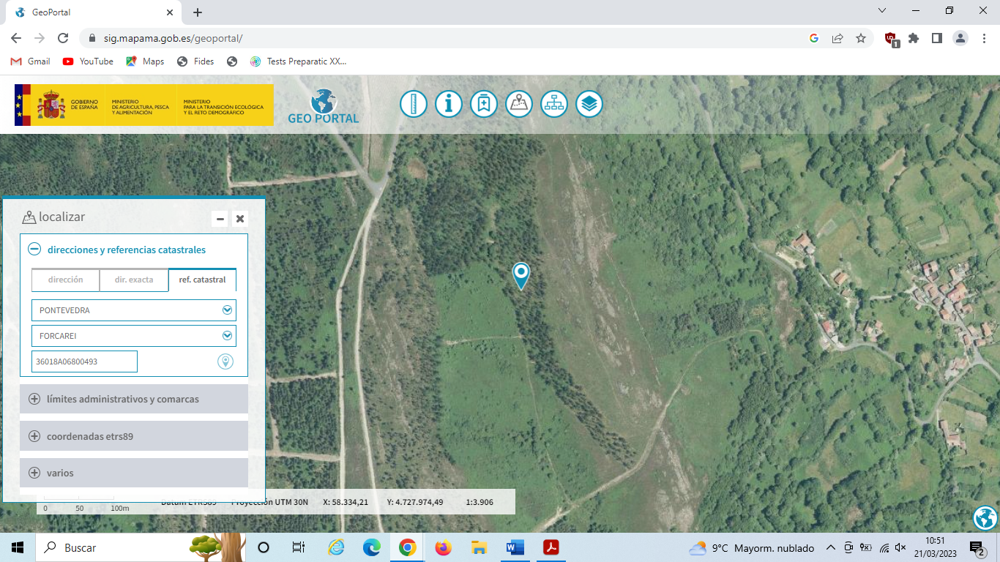 GeoPortal
sig.mapama.gob.es/geoportal/
1
Gmail
YouTube
Maps
Fides
Tests Preparatic XX...
GOBIERNO
DE ESPAÑA
MINISTERIO
DE AGRICULTURA, PESCA
Y ALIMENTACIÓN
MINISTERIO
PARA LA TRANSICIÓN ECOLÓGICA
Y EL RETO DEMOGRÁFICO
GEO PORTAL
localizar
direcciones y referencias catastrales
dirección
dir. exacta
ref. catastral
PONTEVEDRA
FORCAREI
36018A06800493
límites administrativos y comarcas
coordenadas etrs89
varios
0 50 100m
Datum ETRS89 Proyección UTM 30N X: 58.334,21 Y: 4.727.974,49 1:3.906
Buscar
9°C Mayorm. nublado
10:51
21/03/2023
2